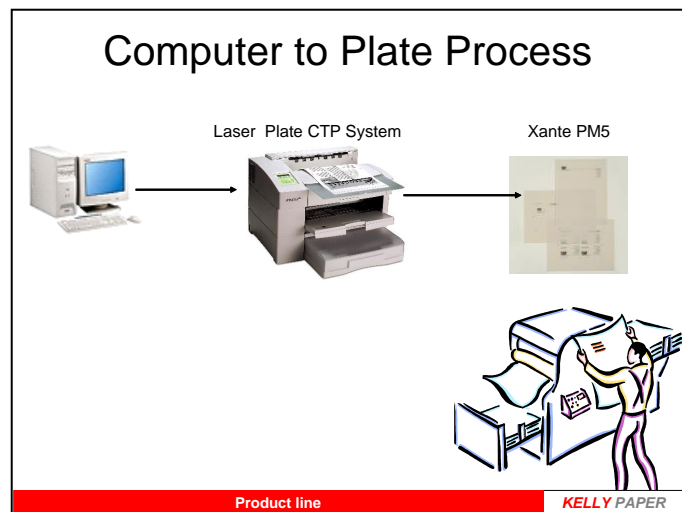 Computer to Plate Process
Laser Plate CTP System
Xante PM5
Product line
KELLY PAPER